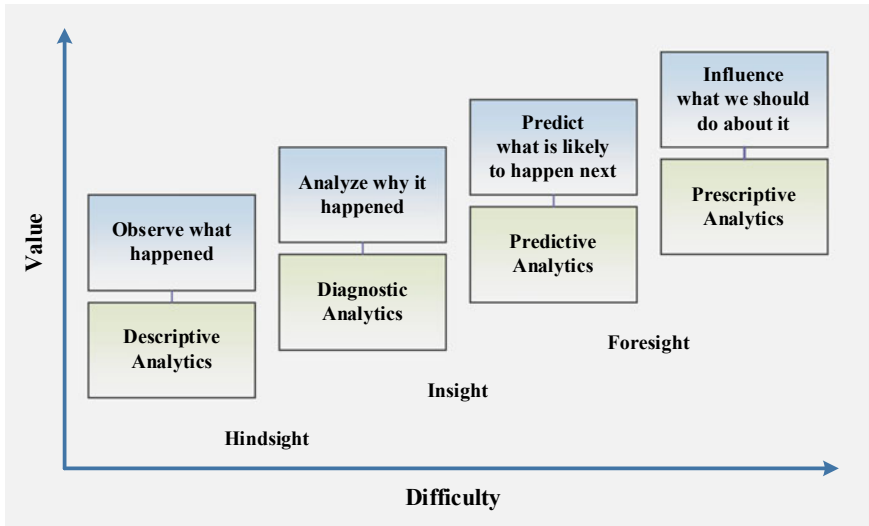 Influence
what we should
do about it
Predict
what is likely
to happen next
Prescriptive
Analytics
Analyze why it
happened
Predictive
Analytics
Observe what
happened
Diagnostic
Analytics
Descriptive
Analytics
Foresight
Insight
Hindsight
Value
Difficulty